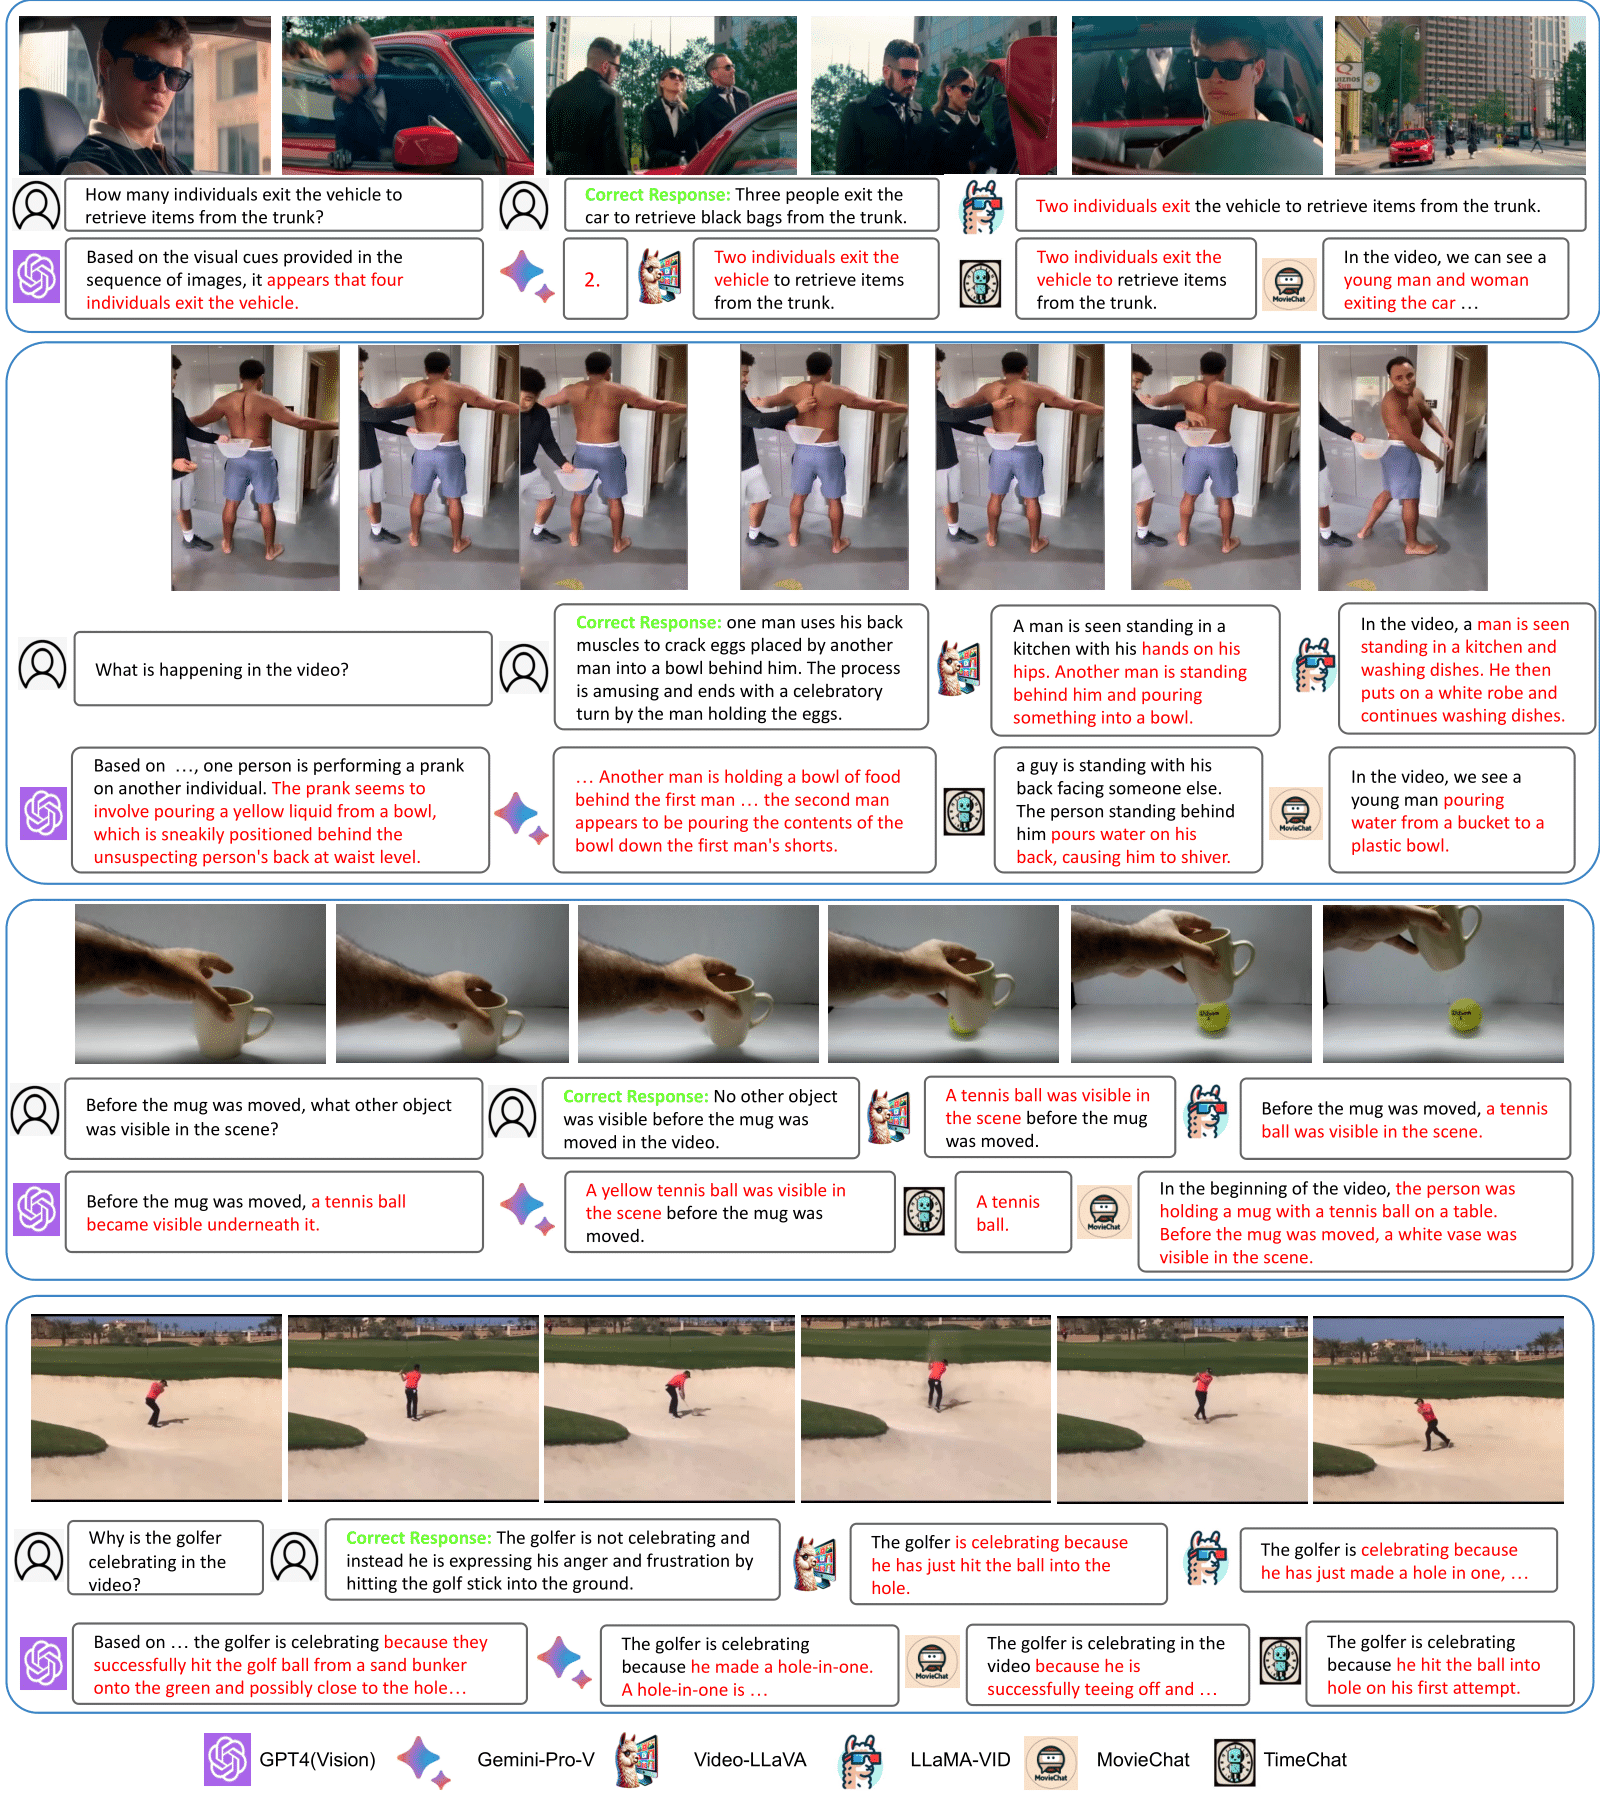 QUIZNOS
Sub
How many individuals exit the vehicle to
retrieve items from the trunk?
Correct Response: Three people exit the
car to retrieve black bags from the trunk.
Two individuals exit the vehicle to retrieve items from the trunk.
Based on the visual cues provided in the
sequence of images, it appears that four
individuals exit the vehicle.
2.
Two individuals exit the
vehicle to retrieve items
from the trunk.
Two individuals exit the
vehicle to retrieve items
from the trunk.
MovieChat
In the video, we can see a
young man and woman
exiting the car ...
What is happening in the video?
Correct Response: one man uses his back
muscles to crack eggs placed by another
man into a bowl behind him. The process
is amusing and ends with a celebratory
turn by the man holding the eggs.
A man is seen standing in a
kitchen with his hands on his
hips. Another man is standing
behind him and pouring
something into a bowl.
In the video, a man is seen
standing in a kitchen and
washing dishes. He then
puts on a white robe and
continues washing dishes.
Based on ..., one person is performing a prank
on another individual. The prank seems to
involve pouring a yellow liquid from a bowl,
which is sneakily positioned behind the
unsuspecting person's back at waist level.
... Another man is holding a bowl of food
behind the first man ... the second man
appears to be pouring the contents of the
bowl down the first man's shorts.
a guy is standing with his
back facing someone else.
The person standing behind
him pours water on his
back, causing him to shiver.
MovieChat
In the video, we see a
young man pouring
water from a bucket to a
plastic bowl.
Wilson
Wilson
Before the mug was moved, what other object
was visible in the scene?
Correct Response: No other object
was visible before the mug was
moved in the video.
A tennis ball was visible in
the scene before the mug
was moved.
Before the mug was moved, a tennis
ball was visible in the scene.
Before the mug was moved, a tennis ball
became visible underneath it.
A yellow tennis ball was visible in
the scene before the mug was
moved.
A tennis
ball.
MovieChat
In the beginning of the video, the person was
holding a mug with a tennis ball on a table.
Before the mug was moved, a white vase was
visible in the scene.
Why is the golfer
celebrating in the
video?
Correct Response: The golfer is not celebrating and
instead he is expressing his anger and frustration by
hitting the golf stick into the ground.
The golfer is celebrating because
he has just hit the ball into the
hole.
The golfer is celebrating because
he has just made a hole in one, ...
Based on ... the golfer is celebrating because they
successfully hit the golf ball from a sand bunker
onto the green and possibly close to the hole...
The golfer is celebrating
because he made a hole-in-one.
A hole-in-one is ...
MovieChat
The golfer is celebrating in the
video because he is
successfully teeing off and ...
The golfer is celebrating
because he hit the ball into
hole on his first attempt.
GPT4(Vision)
Gemini-Pro-V
Video-LLaVA
LLaMA-VID
MovieChat
MovieChat
TimeChat